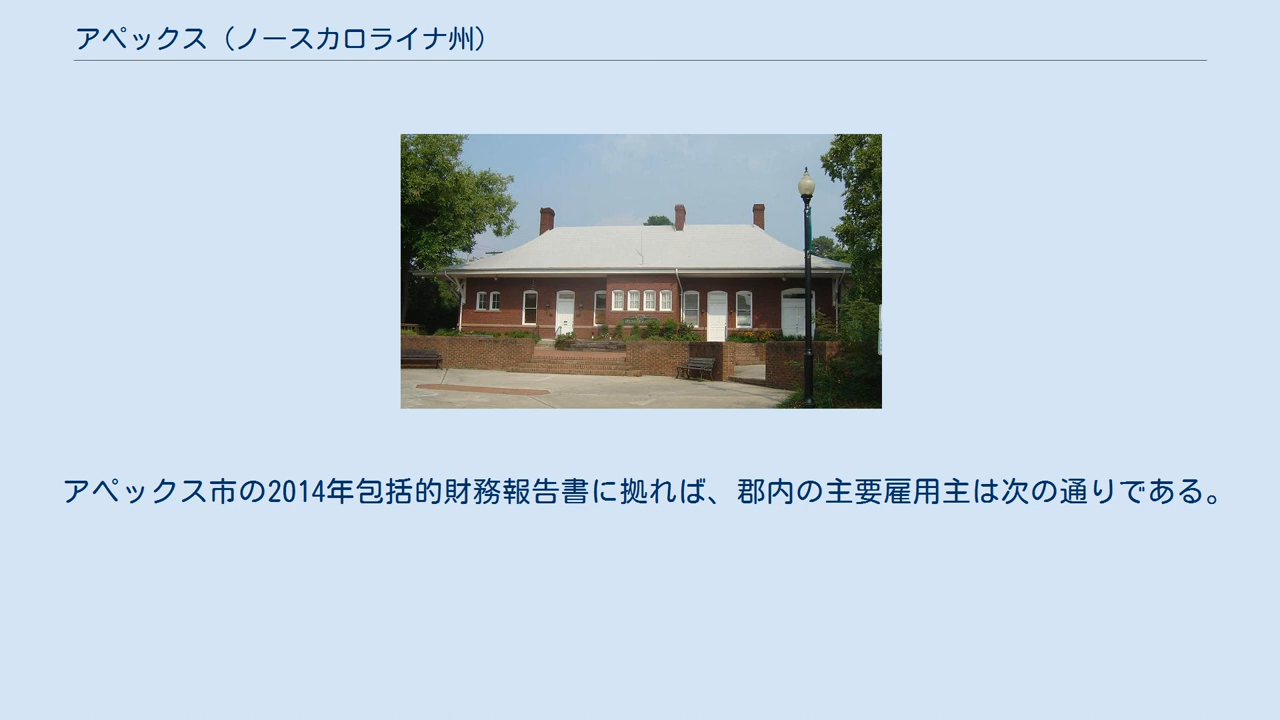 アペックス（ノースカロライナ州）
アペックス市の2014年包括的財務報告書に拠れば、郡内の主要雇用主は次の通りである。